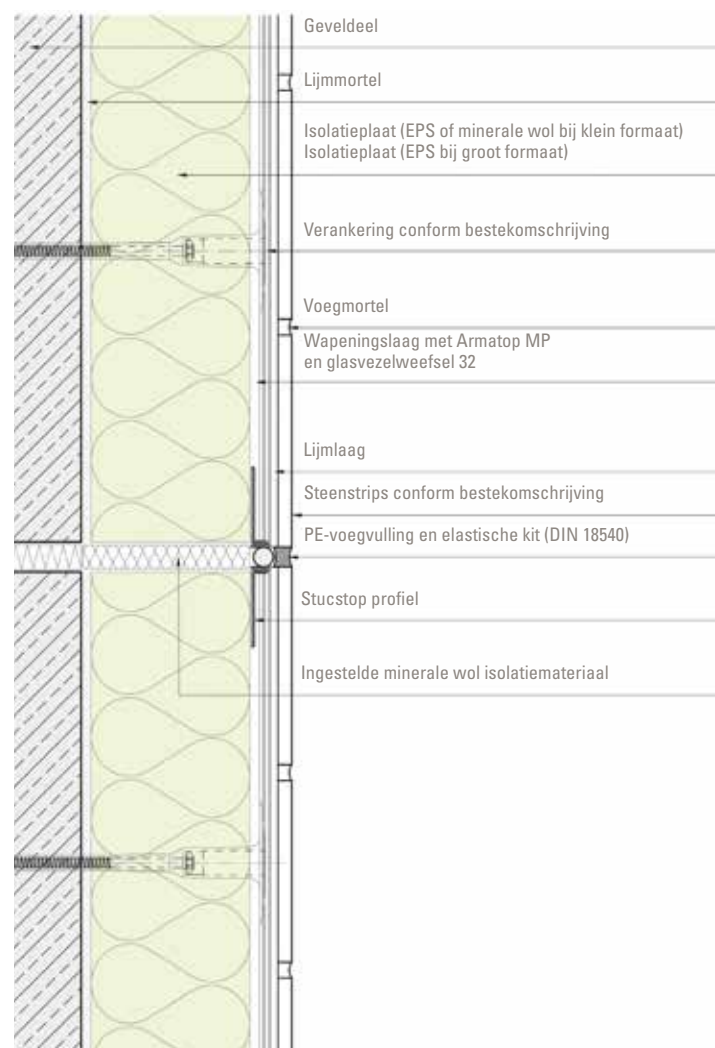 Geveldeel
Lijmmortel
Isolatieplaat (EPS of minerale wol bij klein formaat)
Isolatieplaat (EPS bij groot formaat)
Verankering conform bestekomschrijving
Voegmortel
Wapeningslaag met Armatop MP
en glasvezelweefsel 32
Lijmlaag
Steenstrips conform bestekomschrijving
PE-voegvulling en elastische kit (DIN 18540)
Stucstop profiel
Ingestelde minerale wol isolatiemateriaal